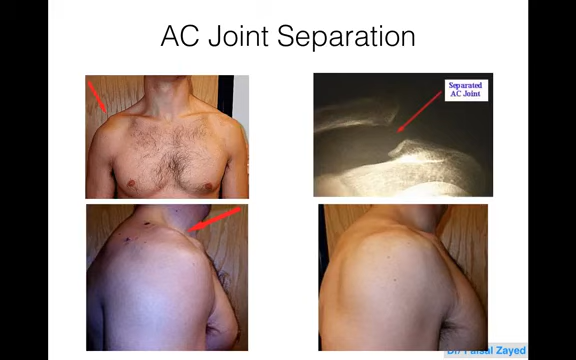 AC Joint Separation
Separated
AC Joint
Dr/ Faisal Zayed